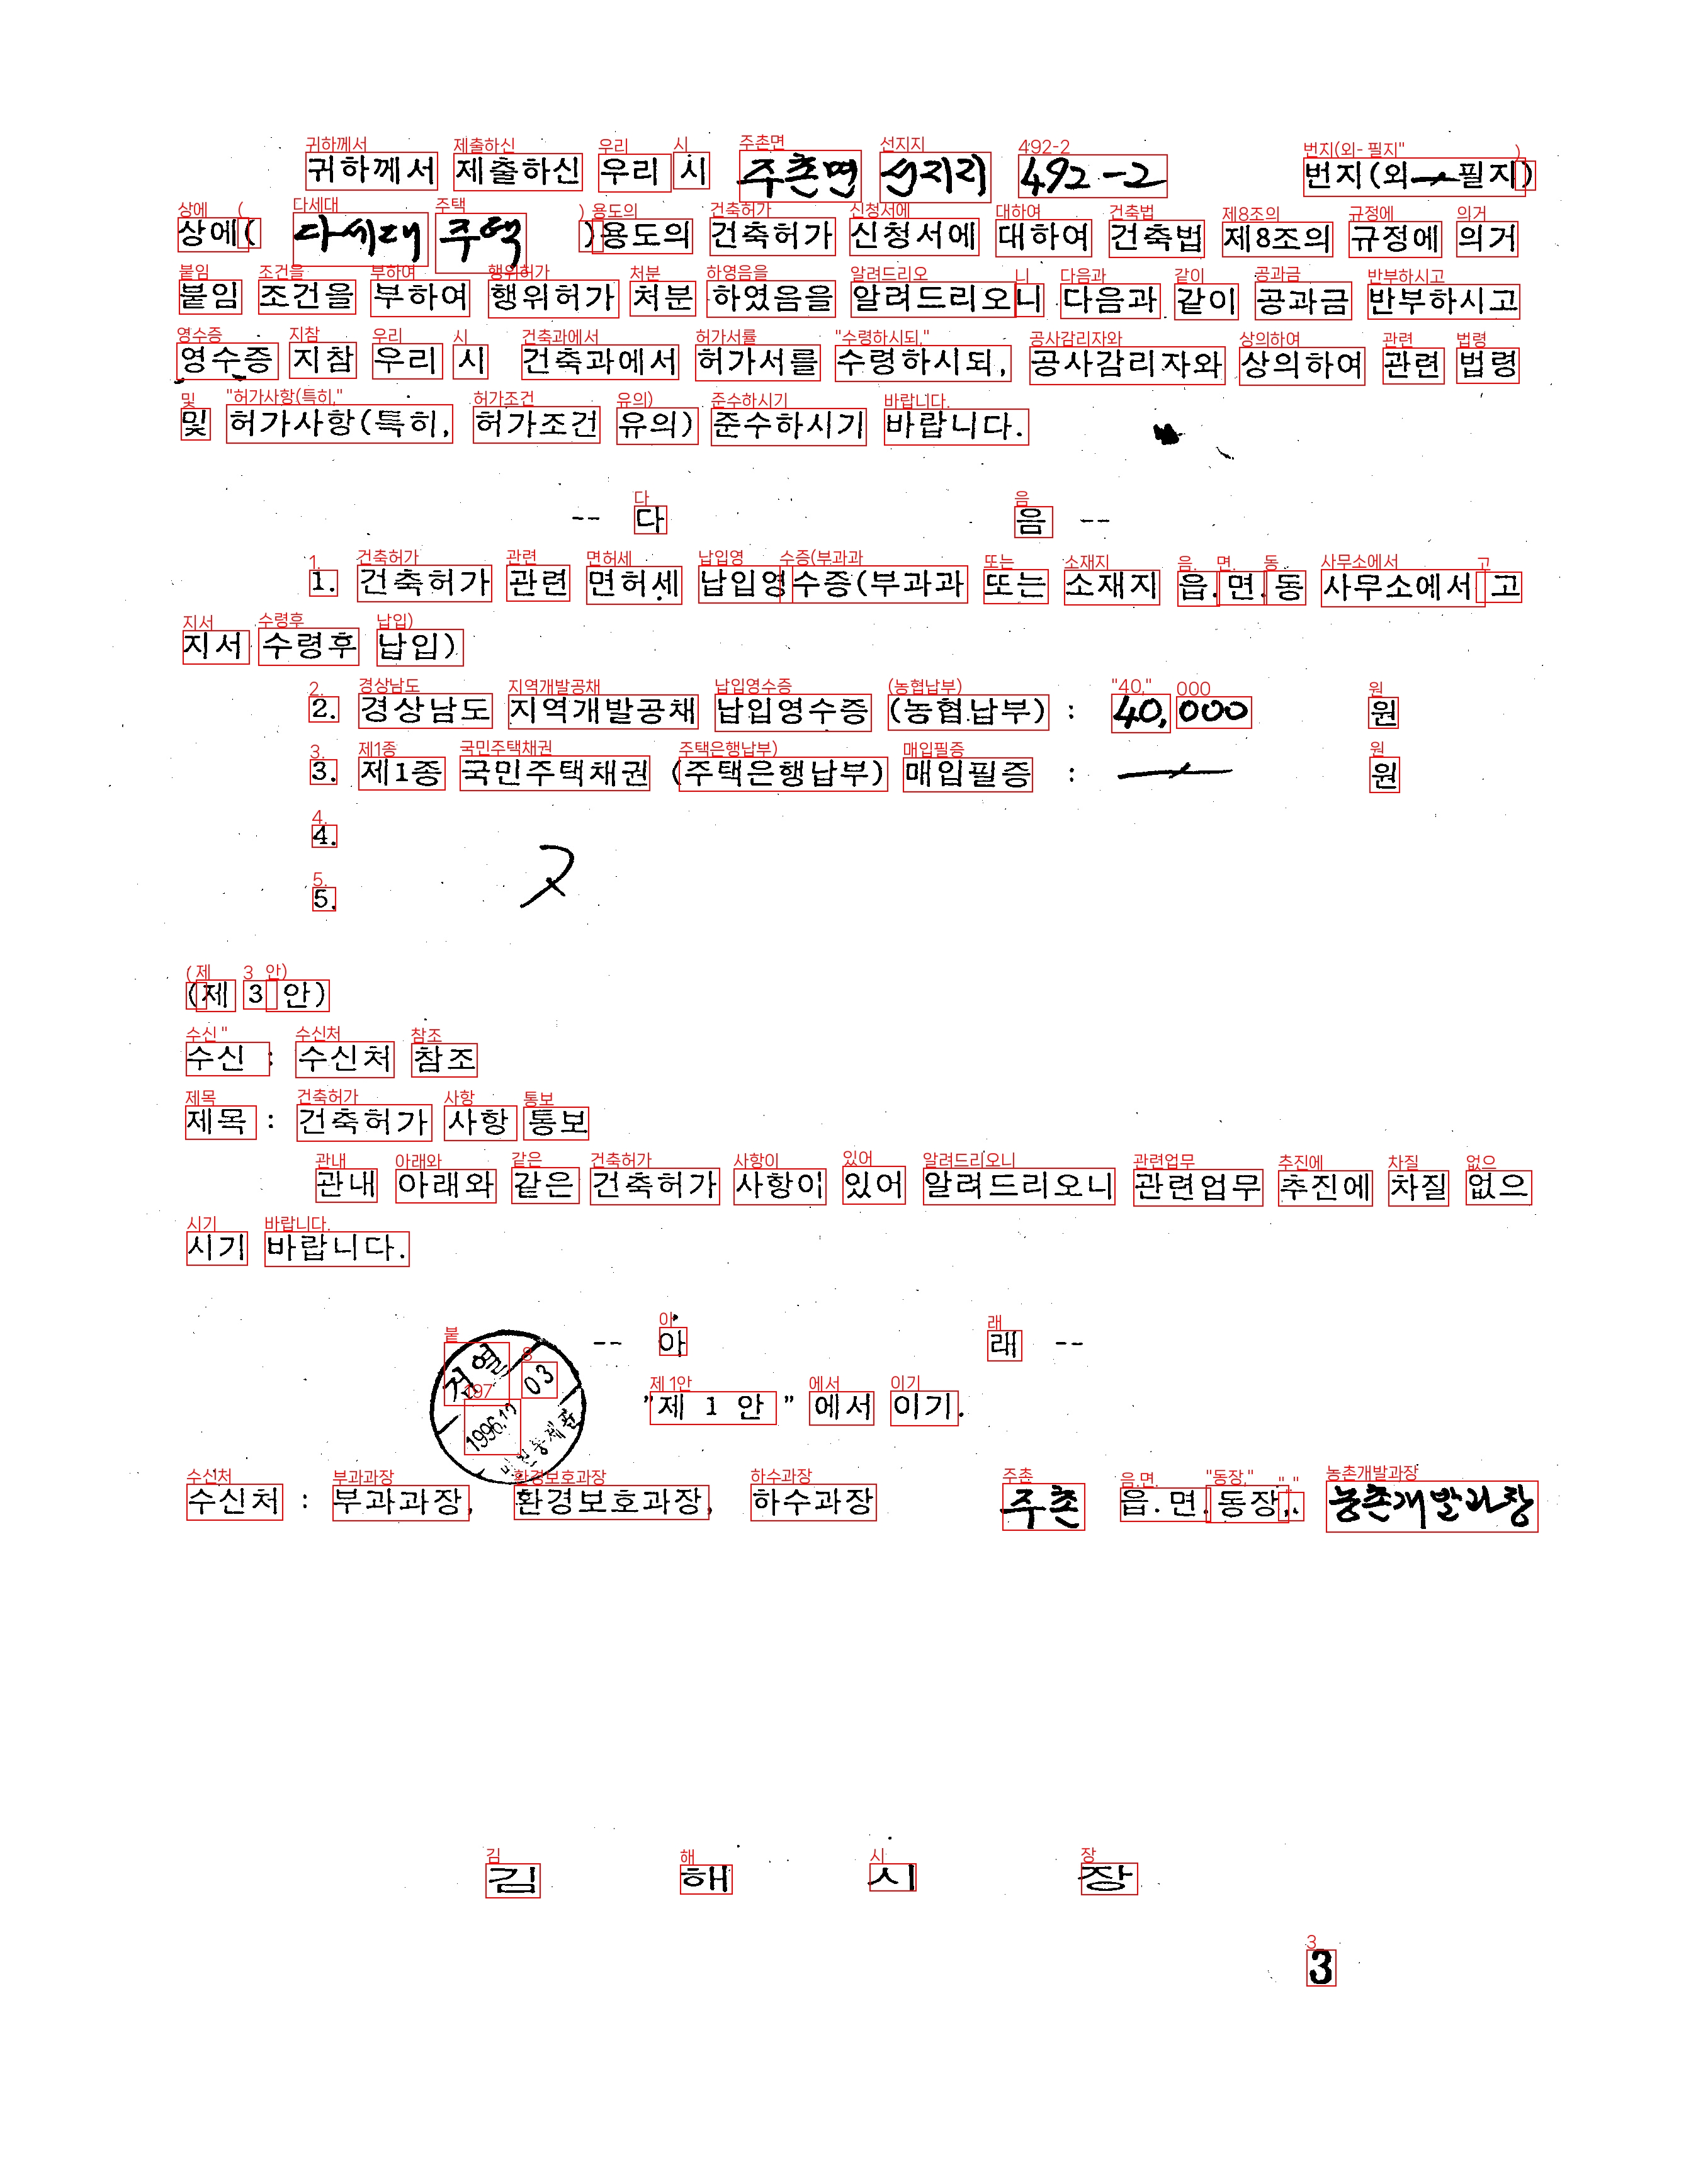 귀하께서 제출하신 우리 시 주촌면 선지리 492-2 번지(외 필지)
상에( 다세대 주택 )용도의 건축허가 신청서에 대하여 건축법 제8조의 규정에 의거
붙임 조건을 부하여 행위허가 처분 하였음을 알려드리오니 다음과 같이 공과금 반부하시고
영수증 지참 우리 시 건축과에서 허가서를 수령하시되, 공사감리자와 상의하여 관련 법령
및 허가사항(특히, 허가조건 유의) 준수하시기 바랍니다.
-- 다 음 --
1. 건축허가 관련 면허세 납입영수증(부과과 또는 소재지 읍.면.동 사무소에서 고
지서 수령후 납입)
2. 경상남도 지역개발공채 납입영수증 (농협납부) : 40,000 원
3. 제1종 국민주택채권 (주택은행납부) 매입필증 : 원
4.
5.
(제 3 안)
수신 : 수신처 참조
제목 : 건축허가 사항 통보
관내 아래와 같은 건축허가 사항이 있어 알려드리오니 관련업무 추진에 차질 없으
시기 바랍니다.
-- 아 래 --
"제 1 안" 에서 이기.
수신처 : 부과과장, 환경보호과장, 하수과장 주촌 읍.면.동장,. 농촌개발과장
김 해 시 장
3